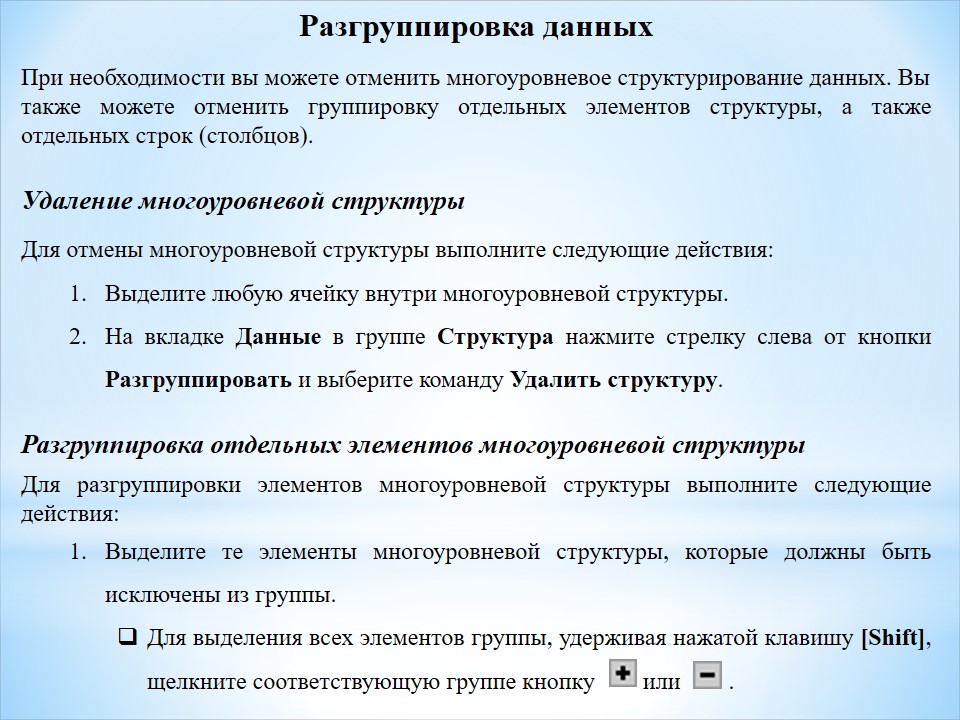 Разгруппировка данных
При необходимости вы можете отменить многоуровневое структурирование данных. Вы
также можете отменить группировку отдельных элементов структуры, а также
отдельных строк (столбцов).
Удаление многоуровневой структуры
Для отмены многоуровневой структуры выполните следующие действия:
1. Выделите любую ячейку внутри многоуровневой структуры.
2. На вкладке Данные в группе Структура нажмите стрелку слева от кнопки
Разгруппировать и выберите команду Удалить структуру.
Разгруппировка отдельных элементов многоуровневой структуры
Для разгруппировки элементов многоуровневой структуры выполните следующие
действия:
1. Выделите те элементы многоуровневой структуры, которые должны быть
исключены из группы.
❑ Для выделения всех элементов группы, удерживая нажатой клавишу [Shift],
щелкните соответствующую группе кнопку + или − .